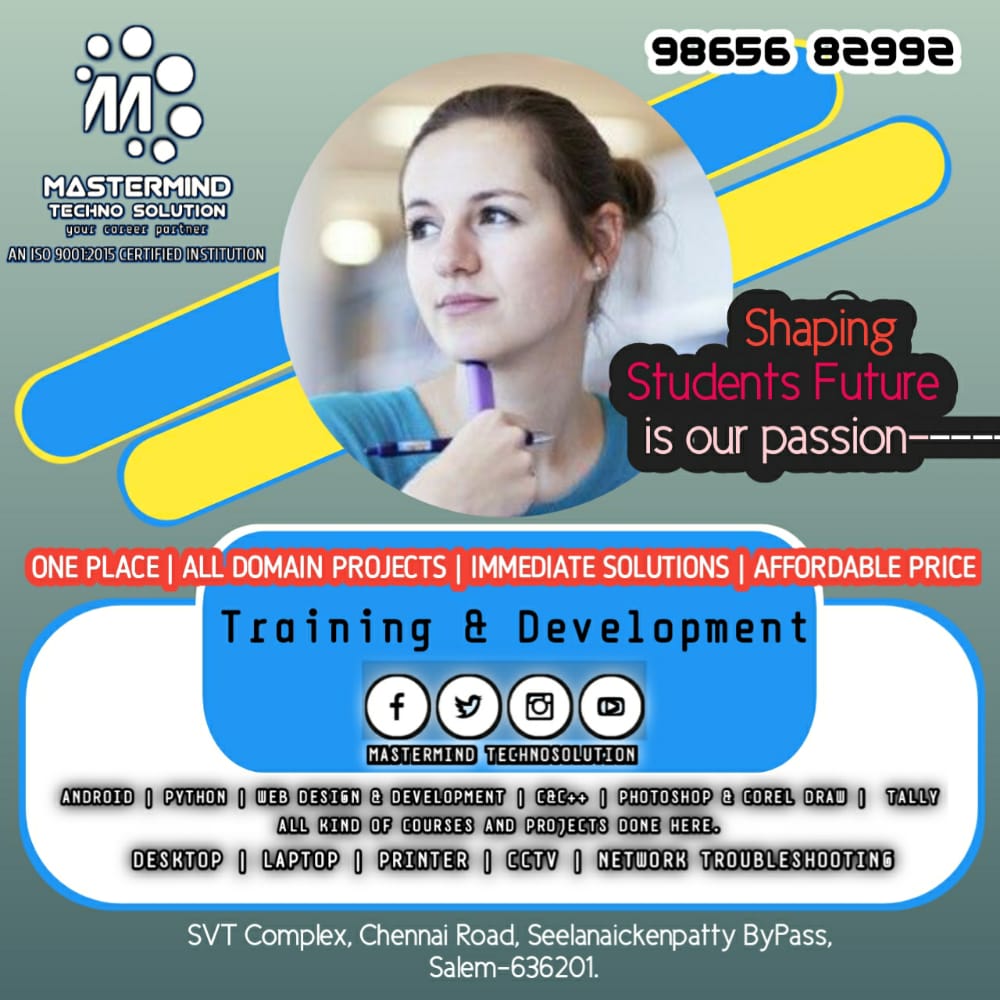 98656 82992
M
MASTERMIND
TECHNO SOLUTION
your career partner
AN ISO 9001:2015 CERTIFIED INSTITUTION
Shaping
Students Future
is our passion-----
ONE PLACE | ALL DOMAIN PROJECTS | IMMEDIATE SOLUTIONS | AFFORDABLE PRICE
Training & Development
MASTERMIND TECHNOSOLUTION
ANDROID | PYTHON | WEB DESIGN & DEVELOPMENT | C&C++ | PHOTOSHOP & COREL DRAW | TALLY
ALL KIND OF COURSES AND PROJECTS DONE HERE.
DESKTOP | LAPTOP | PRINTER | CCTV | NETWORK TROUBLESHOOTING
SVT Complex, Chennai Road, Seelanaickenpatty ByPass,
Salem-636201.